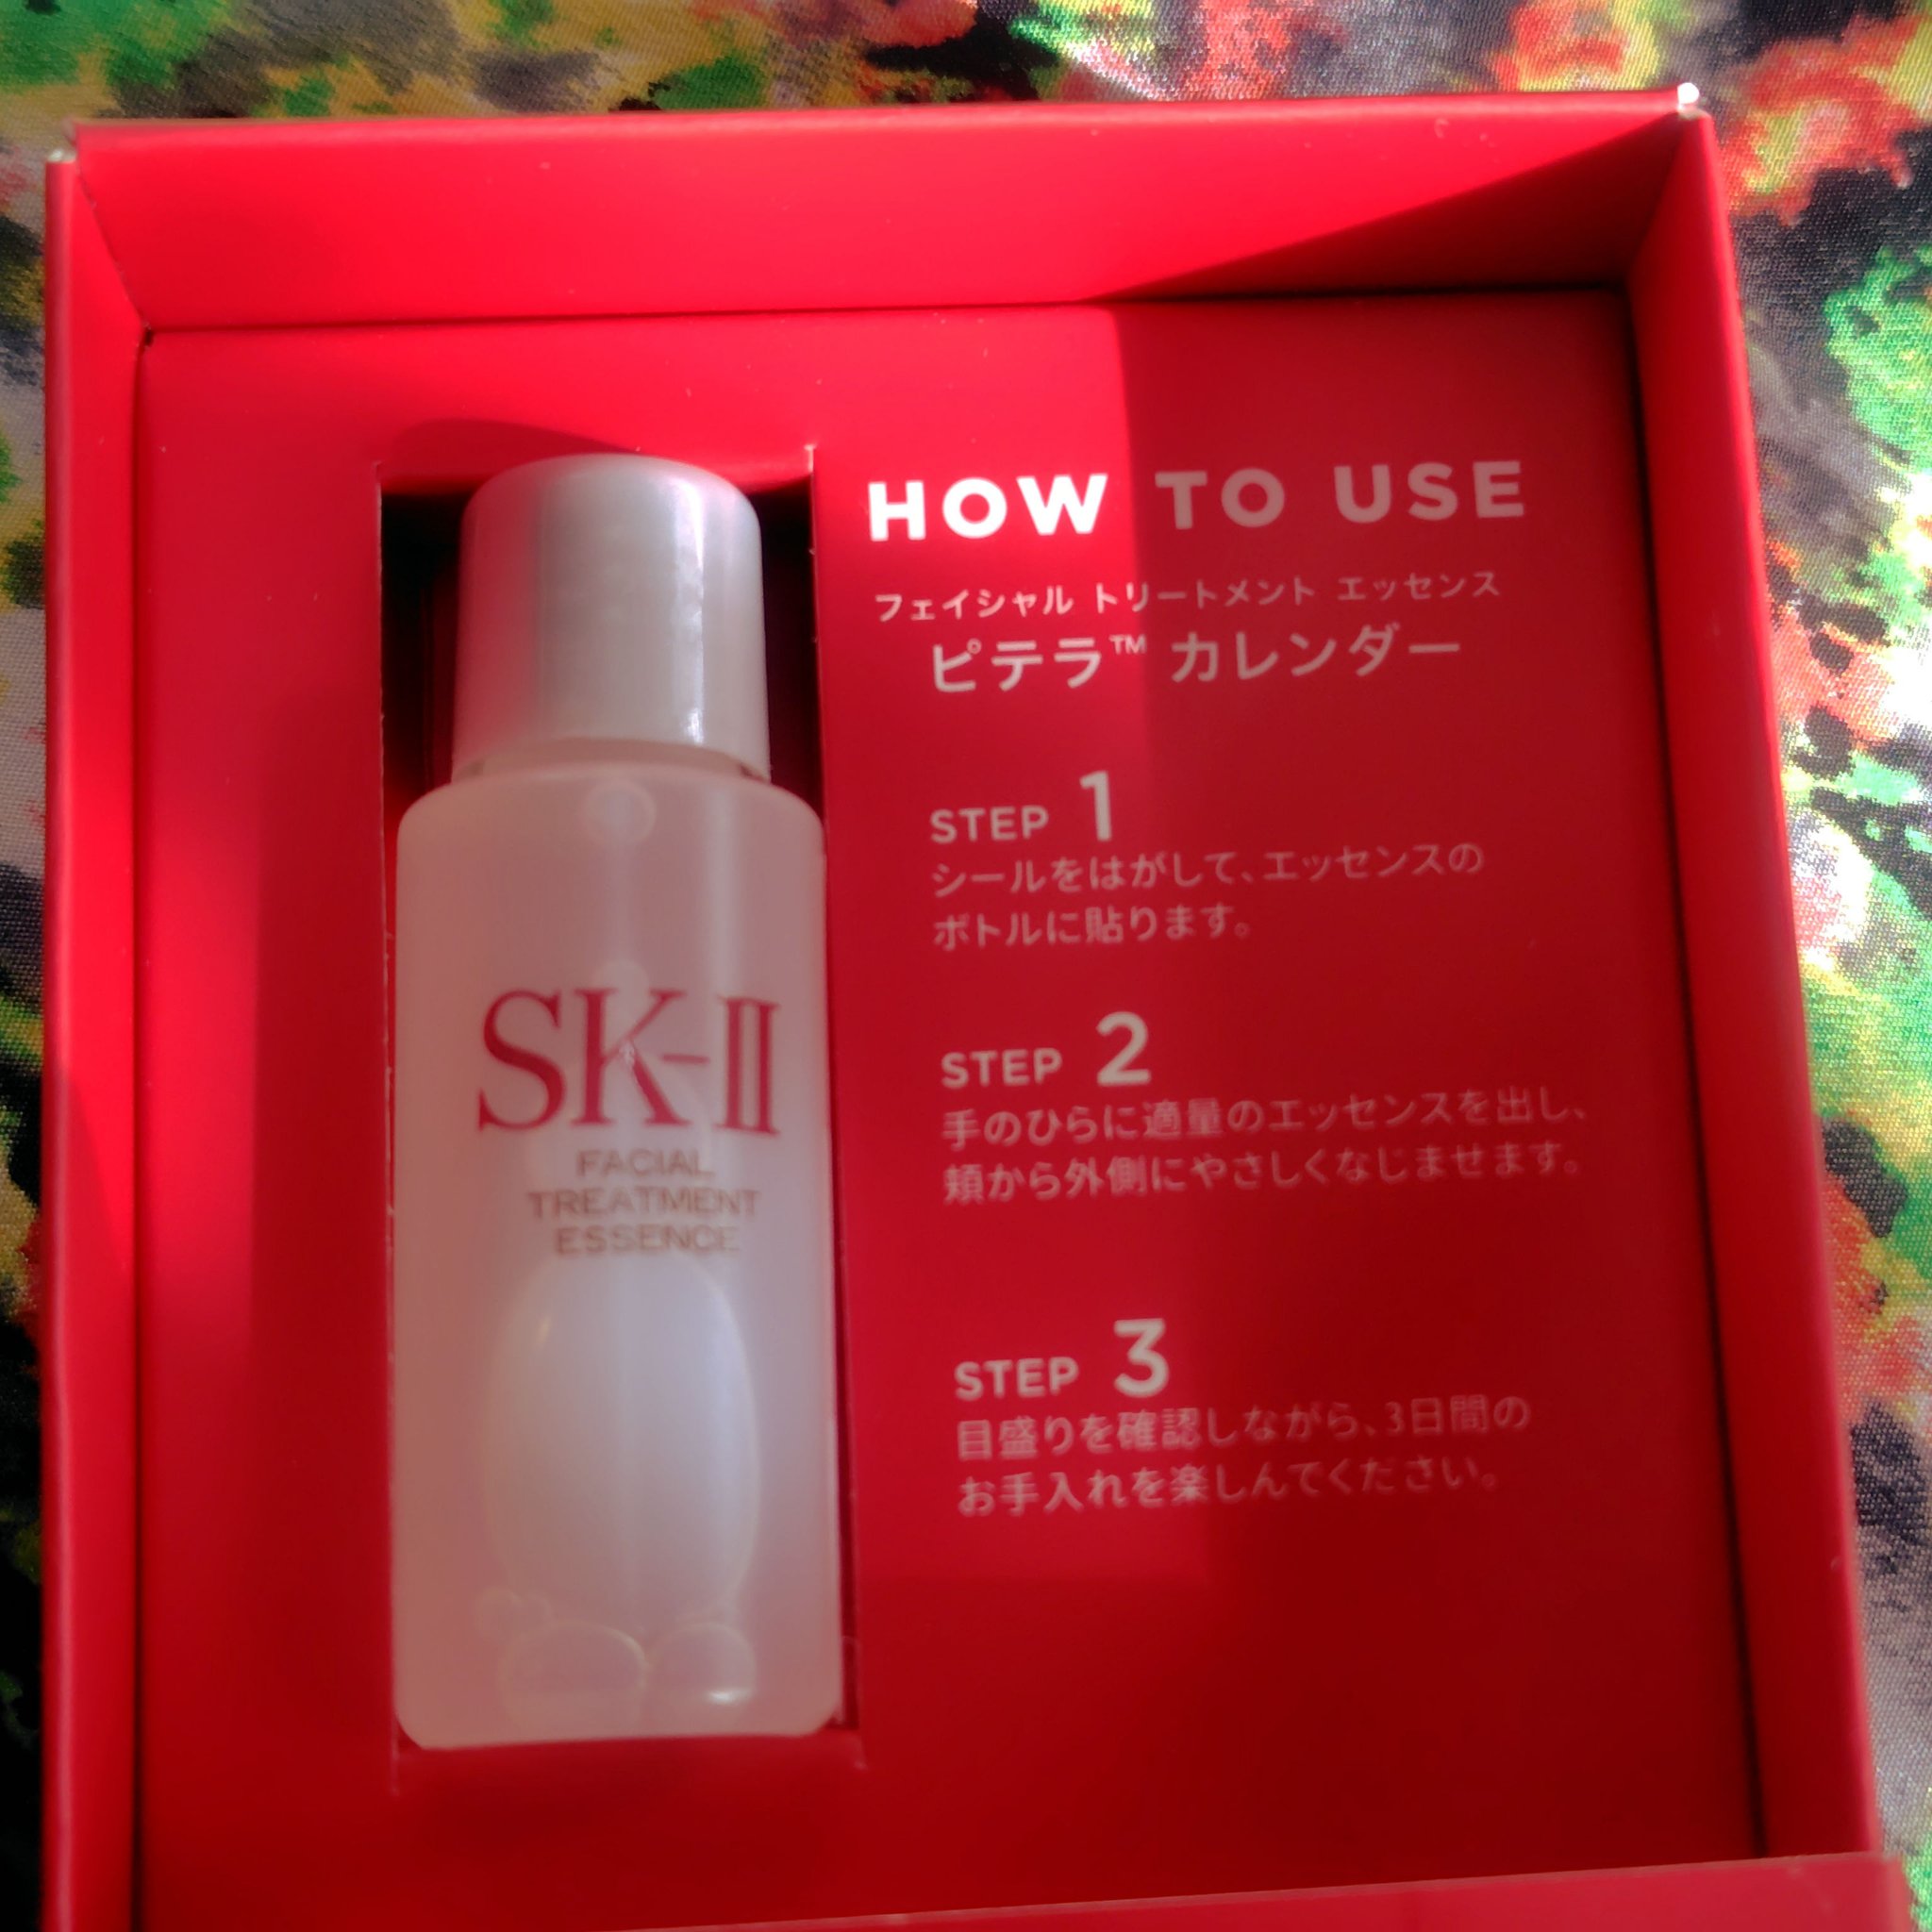 SK-II
FACIAL
TREATMENT
ESSENCE
HOW TO USE
フェイシャル トリートメント エッセンス
ピテラ™ カレンダー
STEP 1
シールをはがして、エッセンスの
ボトルに貼ります。
STEP 2
手のひらに適量のエッセンスを出し、
頬から外側にやさしくなじませます。
STEP 3
目盛りを確認しながら、3日間の
お手入れを楽しんでください。